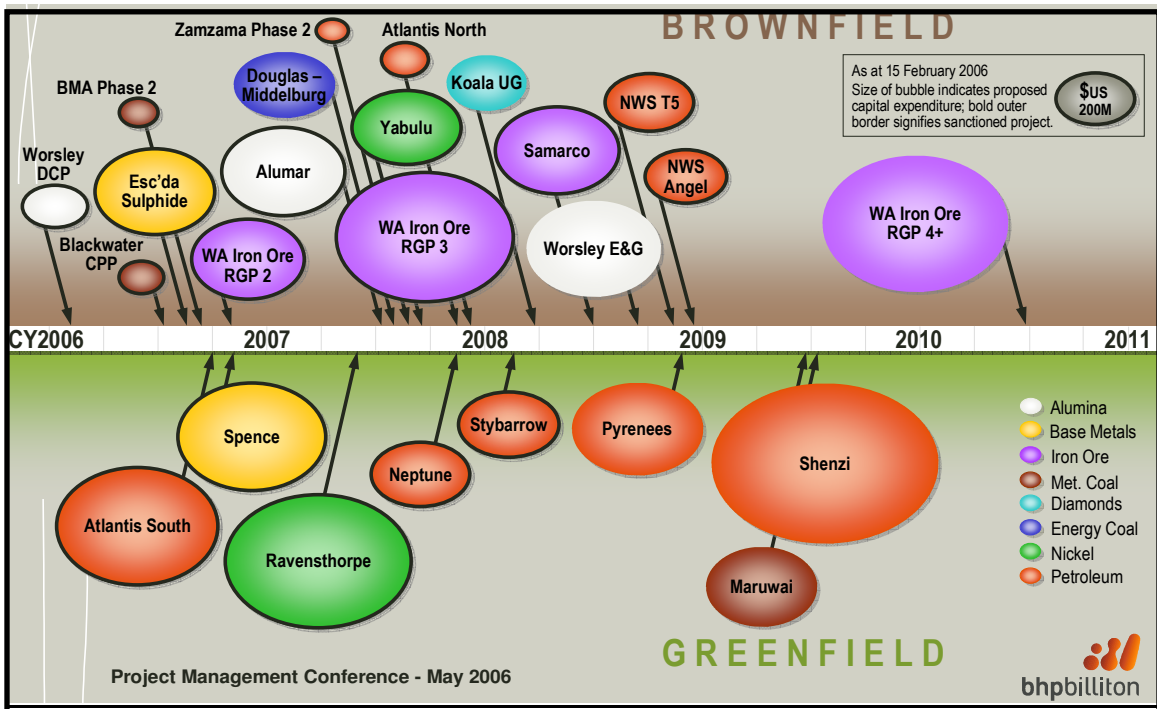 BROWNFIELD
Zamzama Phase 2
Atlantis North
BMA Phase 2
Douglas –
Middelburg
Koala UG
NWS T5
As at 15 February 2006
Size of bubble indicates proposed
capital expenditure; bold outer
border signifies sanctioned project.
$US
200M
Worsley
DCP
Esc'da
Sulphide
Alumar
Yabulu
Samarco
NWS
Angel
Blackwater
CPP
WA Iron Ore
RGP 2
WA Iron Ore
RGP 3
Worsley E&G
WA Iron Ore
RGP 4+
CY2006 2007 2008 2009 2010 2011
Spence
Stybarrow
Pyrenees
Shenzi
Neptune
Atlantis South
Ravensthorpe
Maruwai
Alumina
Base Metals
Iron Ore
Met. Coal
Diamonds
Energy Coal
Nickel
Petroleum
GREENFIELD
Project Management Conference - May 2006
bhpbilliton